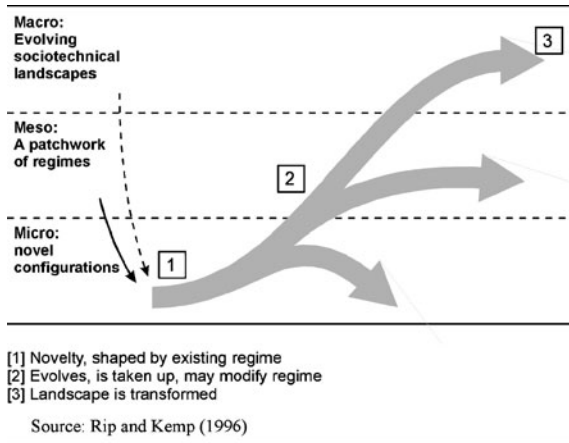 Macro:
Evolving
sociotechnical
landscapes
3
Meso:
A patchwork
of regimes
2
Micro:
novel
configurations
1
[1] Novelty, shaped by existing regime
[2] Evolves, is taken up, may modify regime
[3] Landscape is transformed
Source: Rip and Kemp (1996)